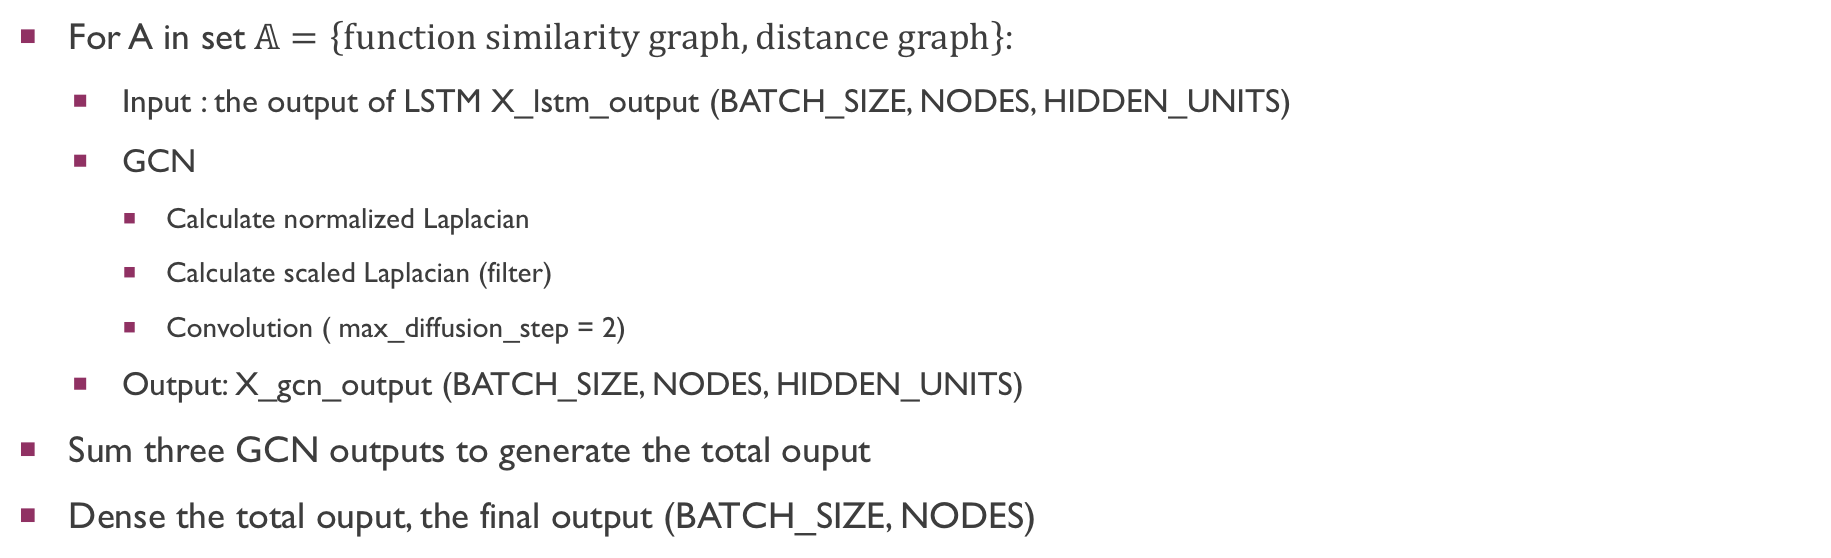 For A in set 𝔸 = {function similarity graph, distance graph}:
Input : the output of LSTM X_lstm_output (BATCH_SIZE, NODES, HIDDEN_UNITS)
GCN
Calculate normalized Laplacian
Calculate scaled Laplacian (filter)
Convolution ( max_diffusion_step = 2)
Output: X_gcn_output (BATCH_SIZE, NODES, HIDDEN_UNITS)
Sum three GCN outputs to generate the total ouput
Dense the total ouput, the final output (BATCH_SIZE, NODES)